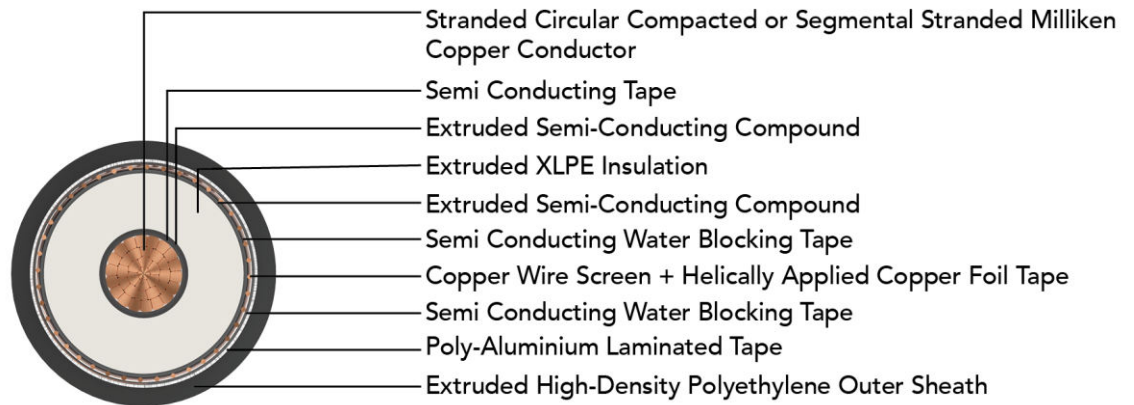 Stranded Circular Compacted or Segmental Stranded Milliken
Copper Conductor
Semi Conducting Tape
Extruded Semi-Conducting Compound
Extruded XLPE Insulation
Extruded Semi-Conducting Compound
Semi Conducting Water Blocking Tape
Copper Wire Screen + Helically Applied Copper Foil Tape
Semi Conducting Water Blocking Tape
Poly-Aluminium Laminated Tape
Extruded High-Density Polyethylene Outer Sheath